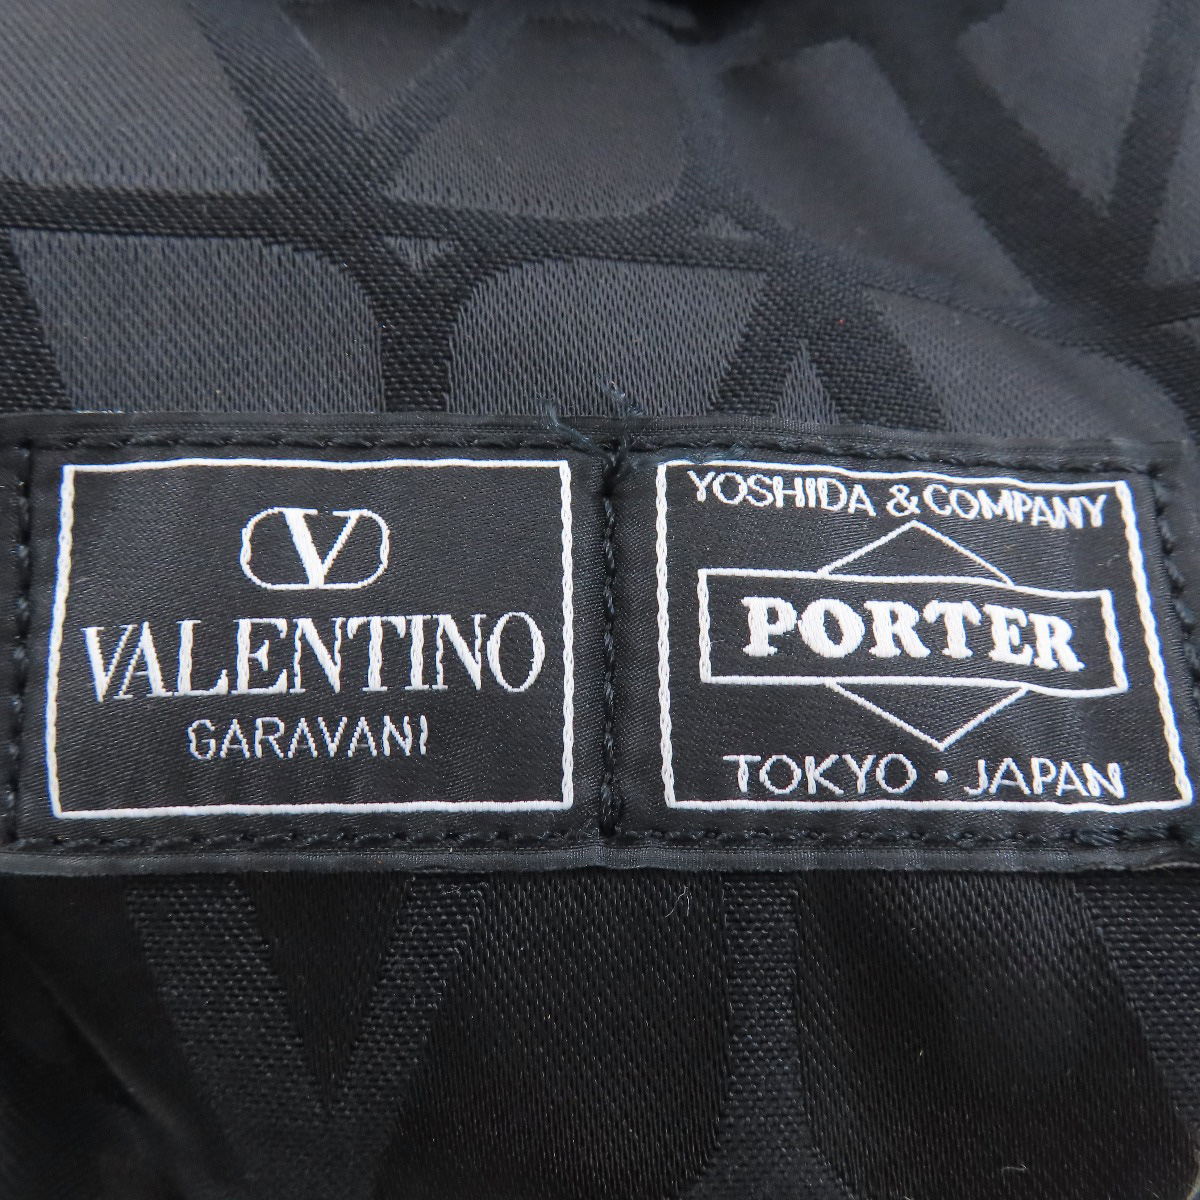 V
VALENTINO
GARAVANI
YOSHIDA & COMPANY
PORTER
TOKYO・JAPAN